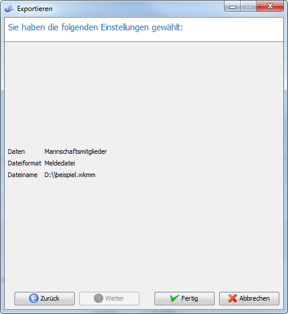 Exportieren
Sie haben die folgenden Einstellungen gewählt:
Daten Mannschaftsmitglieder
Dateiformat Meldedatei
Dateiname D:\\beispiel.wkmm
Zurück Weiter Fertig Abbrechen